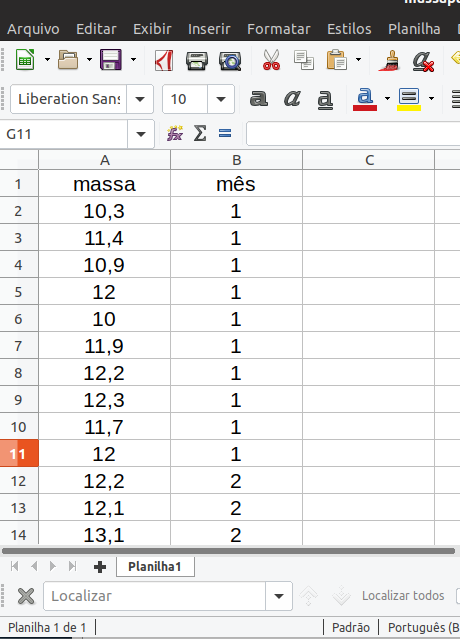 Arquivo Editar Exibir Inserir Formatar Estilos Planilha
Liberation Sans 10
G11
A B C
1 massa mês
2 10,3 1
3 11,4 1
4 10,9 1
5 12 1
6 10 1
7 11,9 1
8 12,2 1
9 12,3 1
10 11,7 1
11 12 1
12 12,2 2
13 12,1 2
14 13,1 2
Planilha1
Localizar Localizar todos
Planilha 1 de 1 Padrão Português (B